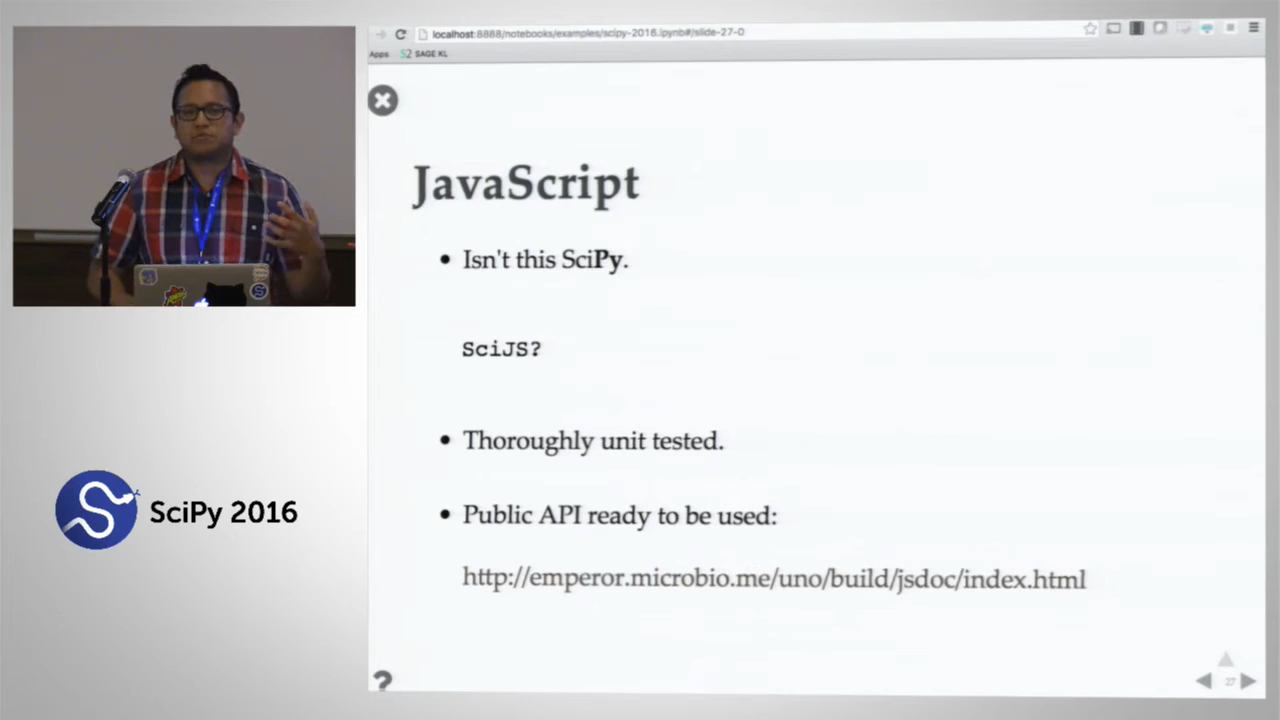 localhost:8888/notebooks/examples/scipy-2016.ipynb#/slide-27-0
Apps SAGE KL
JavaScript
• Isn't this SciPy.
SciJS?
• Thoroughly unit tested.
• Public API ready to be used:
http://emperor.microbio.me/uno/build/jsdoc/index.html
?
27
SciPy 2016